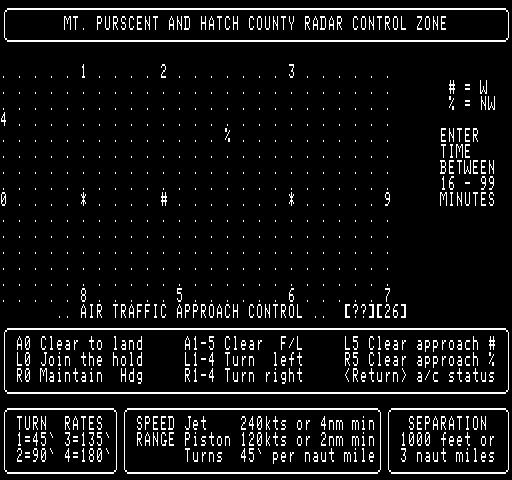 MT. PURSCENT AND HATCH COUNTY RADAR CONTROL ZONE
1 2 3
# = W
% = NW
4
%
ENTER
TIME
BETWEEN
16 - 99
MINUTES
0 * # * 9
8 5 6 7
.. AIR TRAFFIC APPROACH CONTROL .. [??][26]
A0 Clear to land A1-5 Clear F/L L5 Clear approach #
L0 Join the hold L1-4 Turn left R5 Clear approach %
R0 Maintain Hdg R1-4 Turn right <Return> a/c status
TURN RATES
1=45` 3=135`
2=90` 4=180`
SPEED Jet 240kts or 4nm min
RANGE Piston 120kts or 2nm min
Turns 45` per naut mile
SEPARATION
1000 feet or
3 naut miles